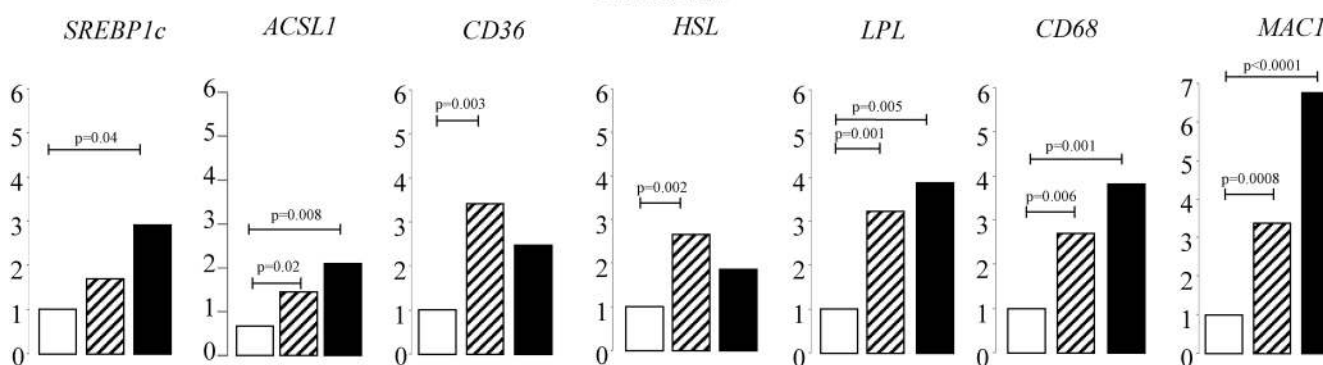 SREBP1c ACSL1 CD36 HSL LPL CD68 MAC1
6 5 4 3 2 1 0 p=0.04
6 5 4 3 2 1 0 p=0.008 p=0.02
6 5 4 3 2 1 0 p=0.003
6 5 4 3 2 1 0 p=0.002
6 5 4 3 2 1 0 p=0.005 p=0.001
6 5 4 3 2 1 0 p=0.001 p=0.006
7 6 5 4 3 2 1 0 p<0.0001 p=0.0008